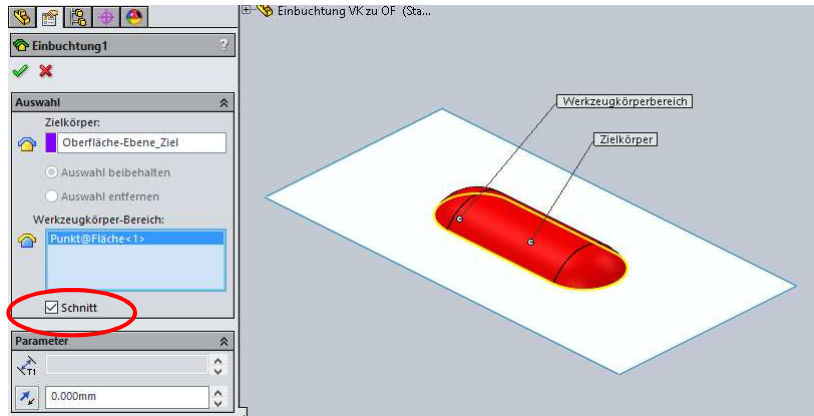 Einbuchtung VK zu OF (Sta...
Einbuchtung1
?
Auswahl
Zielkörper:
Oberfläche-Ebene_Ziel
Auswahl beibehalten
Auswahl entfernen
Werkzeugkörper-Bereich:
Punkt@Fläche<1>
Schnitt
Parameter
T1
0.000mm
Werkzeugkörperbereich
Zielkörper